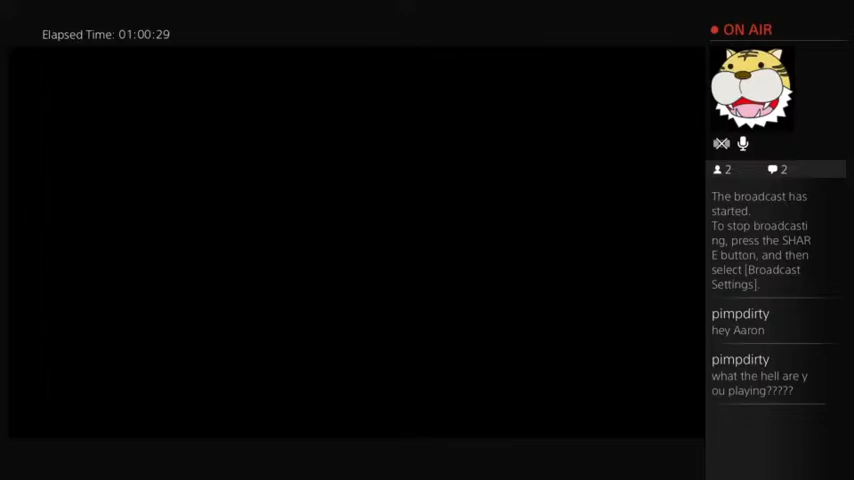 Elapsed Time: 01:00:29
ON AIR
2 2
The broadcast has
started.
To stop broadcasti
ng, press the SHAR
E button, and then
select [Broadcast
Settings].
pimpdirty
hey Aaron
pimpdirty
what the hell are y
ou playing?????